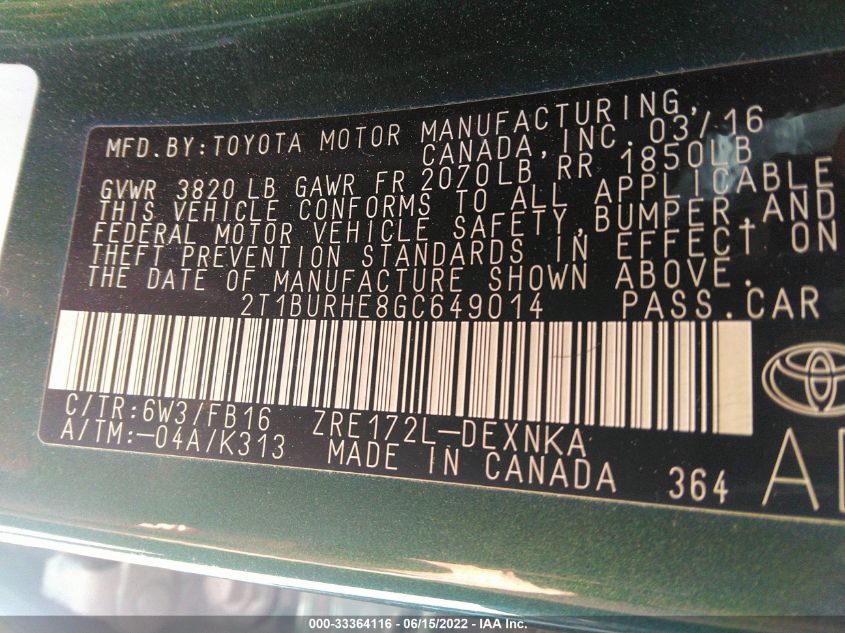 MFD.BY:TOYOTA MOTOR MANUFACTURING,
CANADA,INC. 03/16
GVWR 3820 LB GAWR FR 2070LB RR 1850LB
THIS VEHICLE CONFORMS TO ALL APPLICABLE
FEDERAL MOTOR VEHICLE SAFETY,BUMPER,AND
THEFT PREVENTION STANDARDS IN EFFECT ON
THE DATE OF MANUFACTURE SHOWN ABOVE.
2T1BURHE8GC649014 PASS.CAR
C/TR:6W3/FB16 ZRE172L-DEXNKA
A/TM:-04A/K313 MADE IN CANADA 364
000-33364116 - 06/15/2022 - IAA Inc.